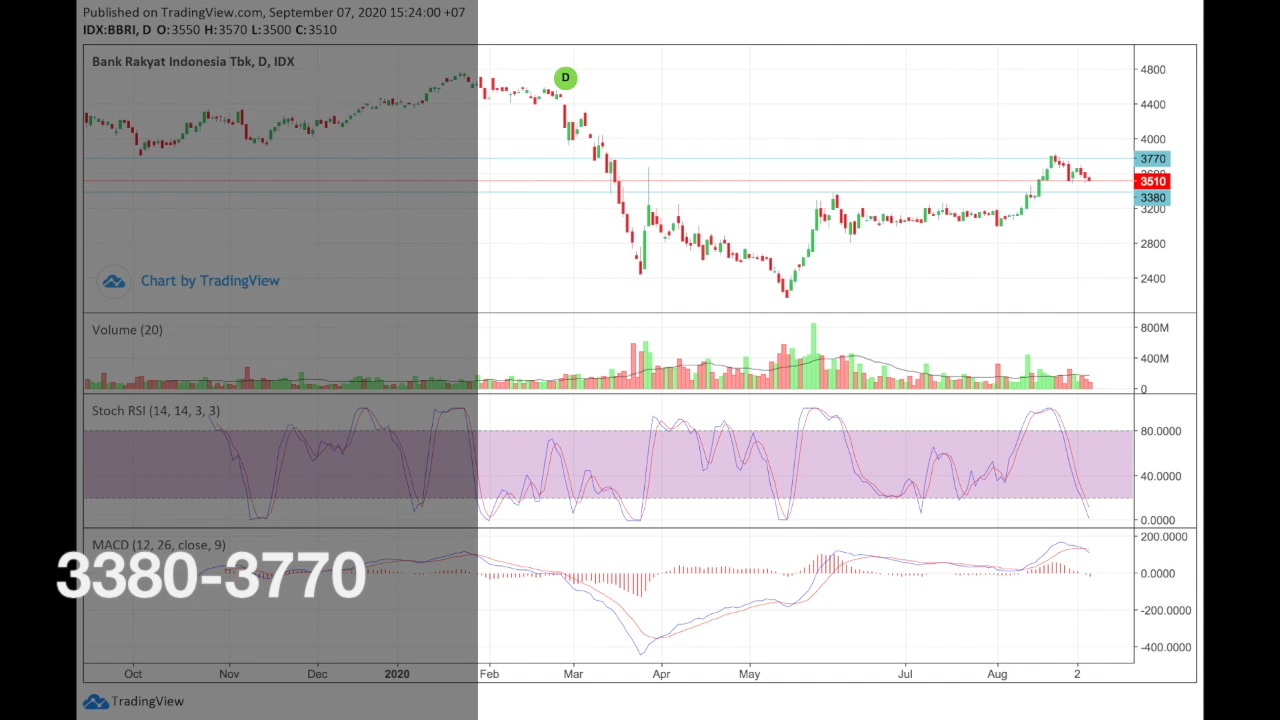 Published on TradingView.com, September 07, 2020 15:24:00 +07
IDX:BBRI, D O:3550 H:3570 L:3500 C:3510
Bank Rakyat Indonesia Tbk, D, IDX
D
4800
4400
4000
3770
3600
3510
3380
3200
2800
2400
Chart by TradingView
Volume (20)
800M
400M
0
Stoch RSI (14, 14, 3, 3)
80.0000
40.0000
0.0000
MACD (12, 26, close, 9)
200.0000
0.0000
-200.0000
-400.0000
3380-3770
Oct Nov Dec 2020 Feb Mar Apr May Jul Aug 2
TradingView